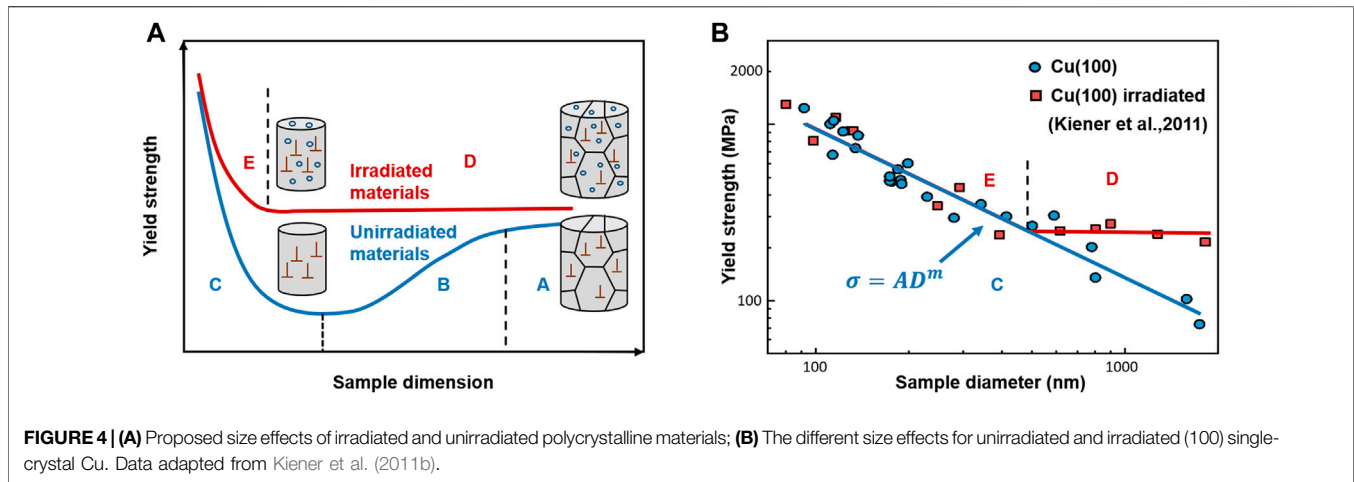 A
Yield strength
E
D
Irradiated
materials
Unirradiated
materials
C
B
A
Sample dimension
B
Yield strength (MPa)
2000
100
Cu(100)
Cu(100) irradiated
(Kiener et al.,2011)
E
D
σ = AD^m
C
100
1000
Sample diameter (nm)
FIGURE 4 | (A) Proposed size effects of irradiated and unirradiated polycrystalline materials; (B) The different size effects for unirradiated and irradiated (100) single-
crystal Cu. Data adapted from Kiener et al. (2011b).